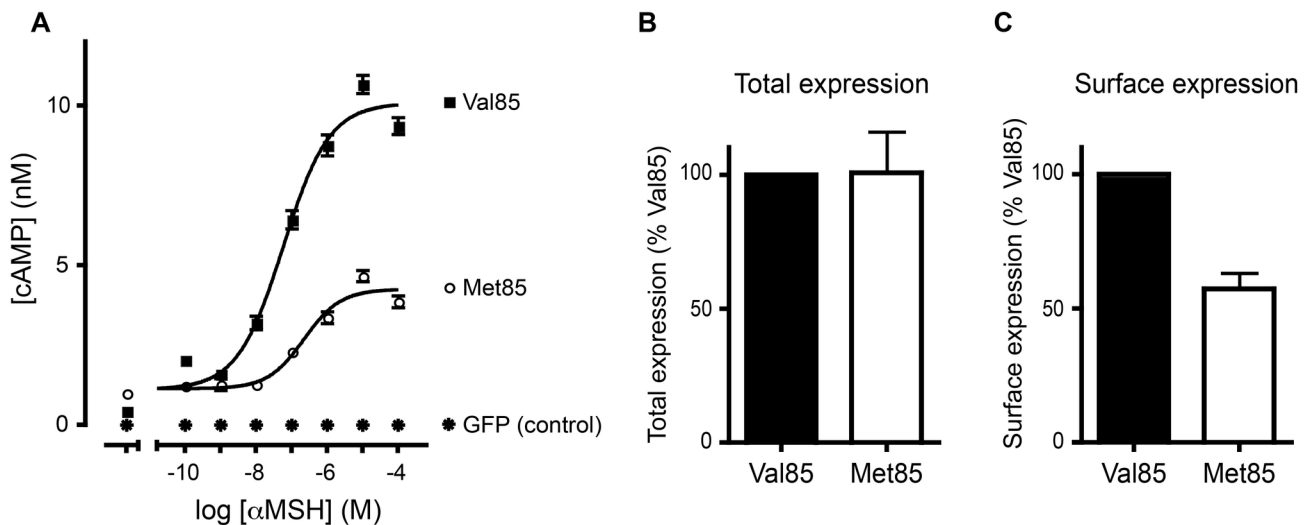 A
[cAMP] (nM)
10
5
0
Val85
Met85
GFP (control)
-10 -8 -6 -4
log [αMSH] (M)
B
Total expression
Total expression (% Val85)
100
50
0
Val85 Met85
C
Surface expression
Surface expression (% Val85)
100
50
0
Val85 Met85